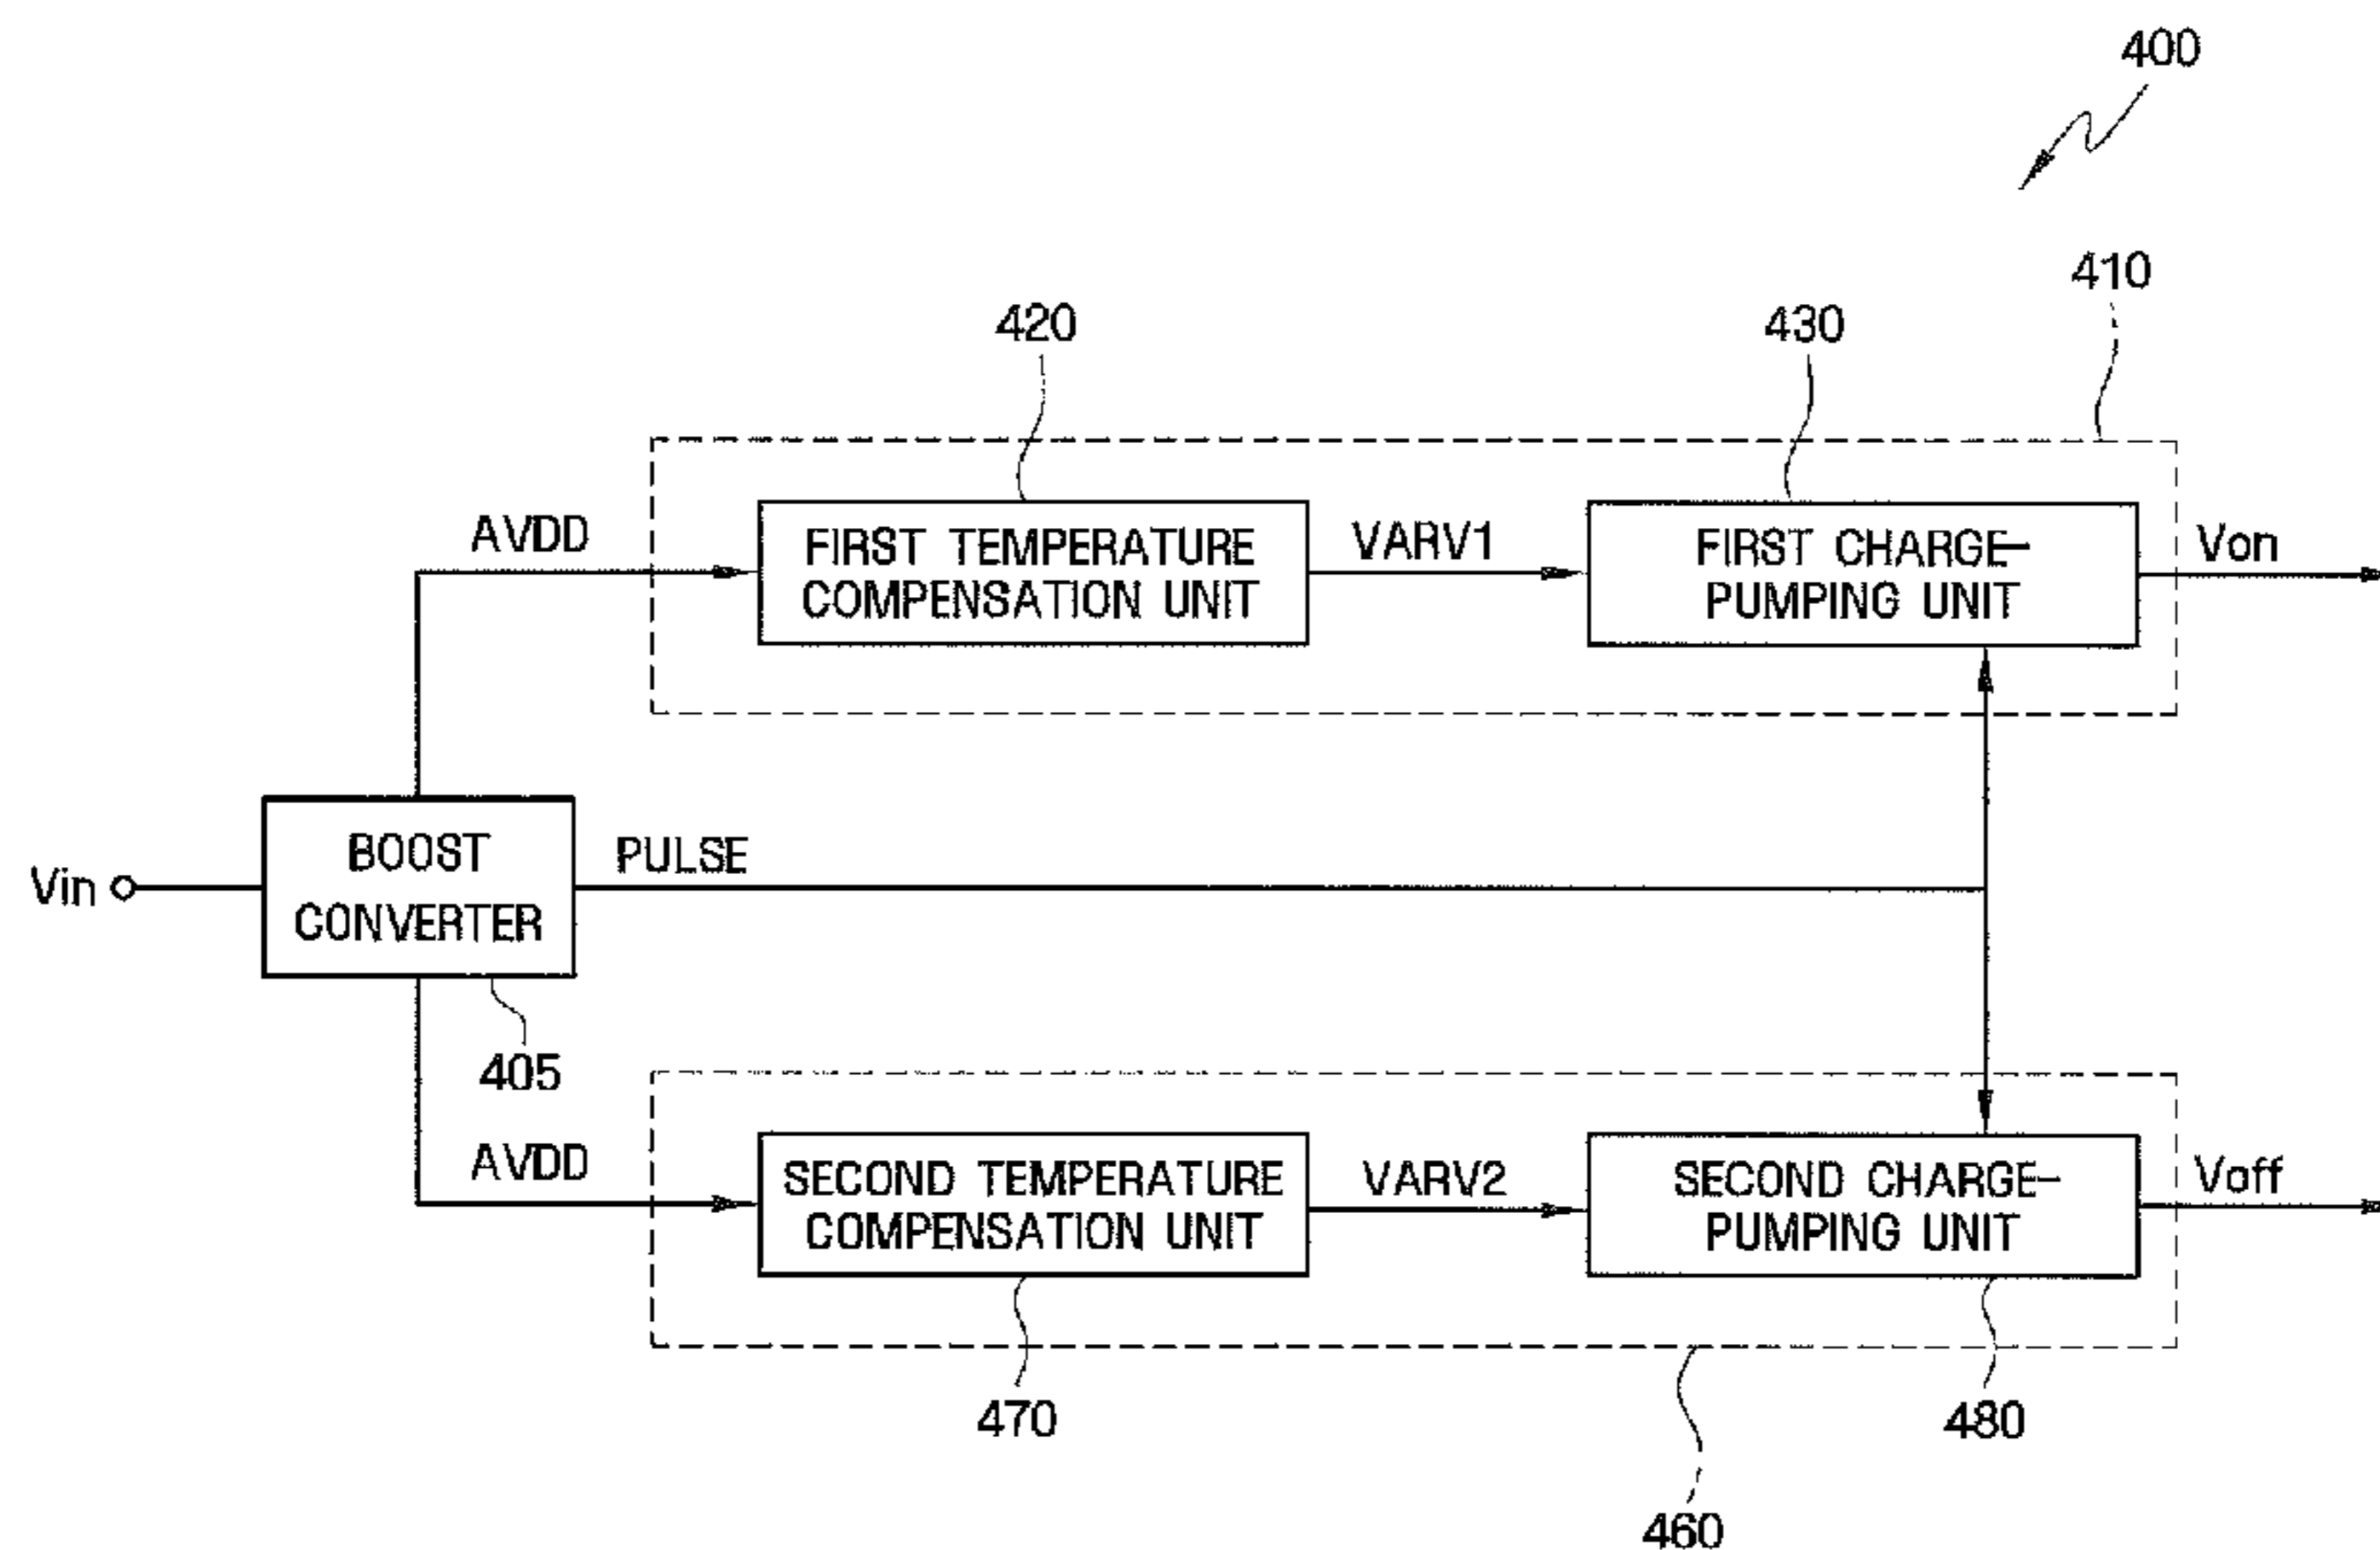 400
410
420
430
AVDD
FIRST TEMPERATURE
COMPENSATION UNIT
VARV1
FIRST CHARGE-
PUMPING UNIT
Von
Vin
BOOST
CONVERTER
PULSE
405
AVDD
SECOND TEMPERATURE
COMPENSATION UNIT
VARV2
SECOND CHARGE-
PUMPING UNIT
Voff
470
480
460